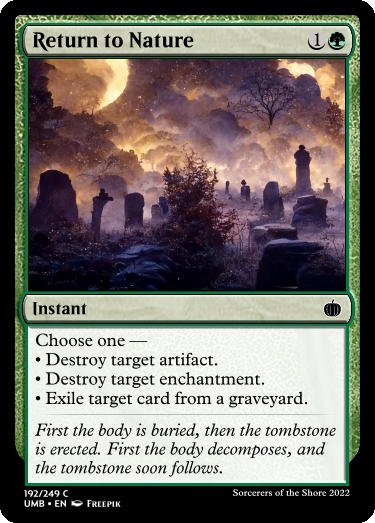 Return to Nature 1
Instant
Choose one —
• Destroy target artifact.
• Destroy target enchantment.
• Exile target card from a graveyard.
First the body is buried, then the tombstone
is erected. First the body decomposes, and
the tombstone soon follows.
192/249 C
Sorcerers of the Shore 2022
UMB • EN Freepik